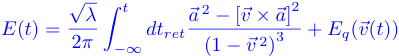 E(t) = \frac{\sqrt{\lambda}}{2\pi} \int_{-\infty}^{t} dt_{ret} \frac{\vec{a}^{\,2} - [\vec{v} \times \vec{a}]^2}{(1 - \vec{v}^{\,2})^3} + E_q(\vec{v}(t))